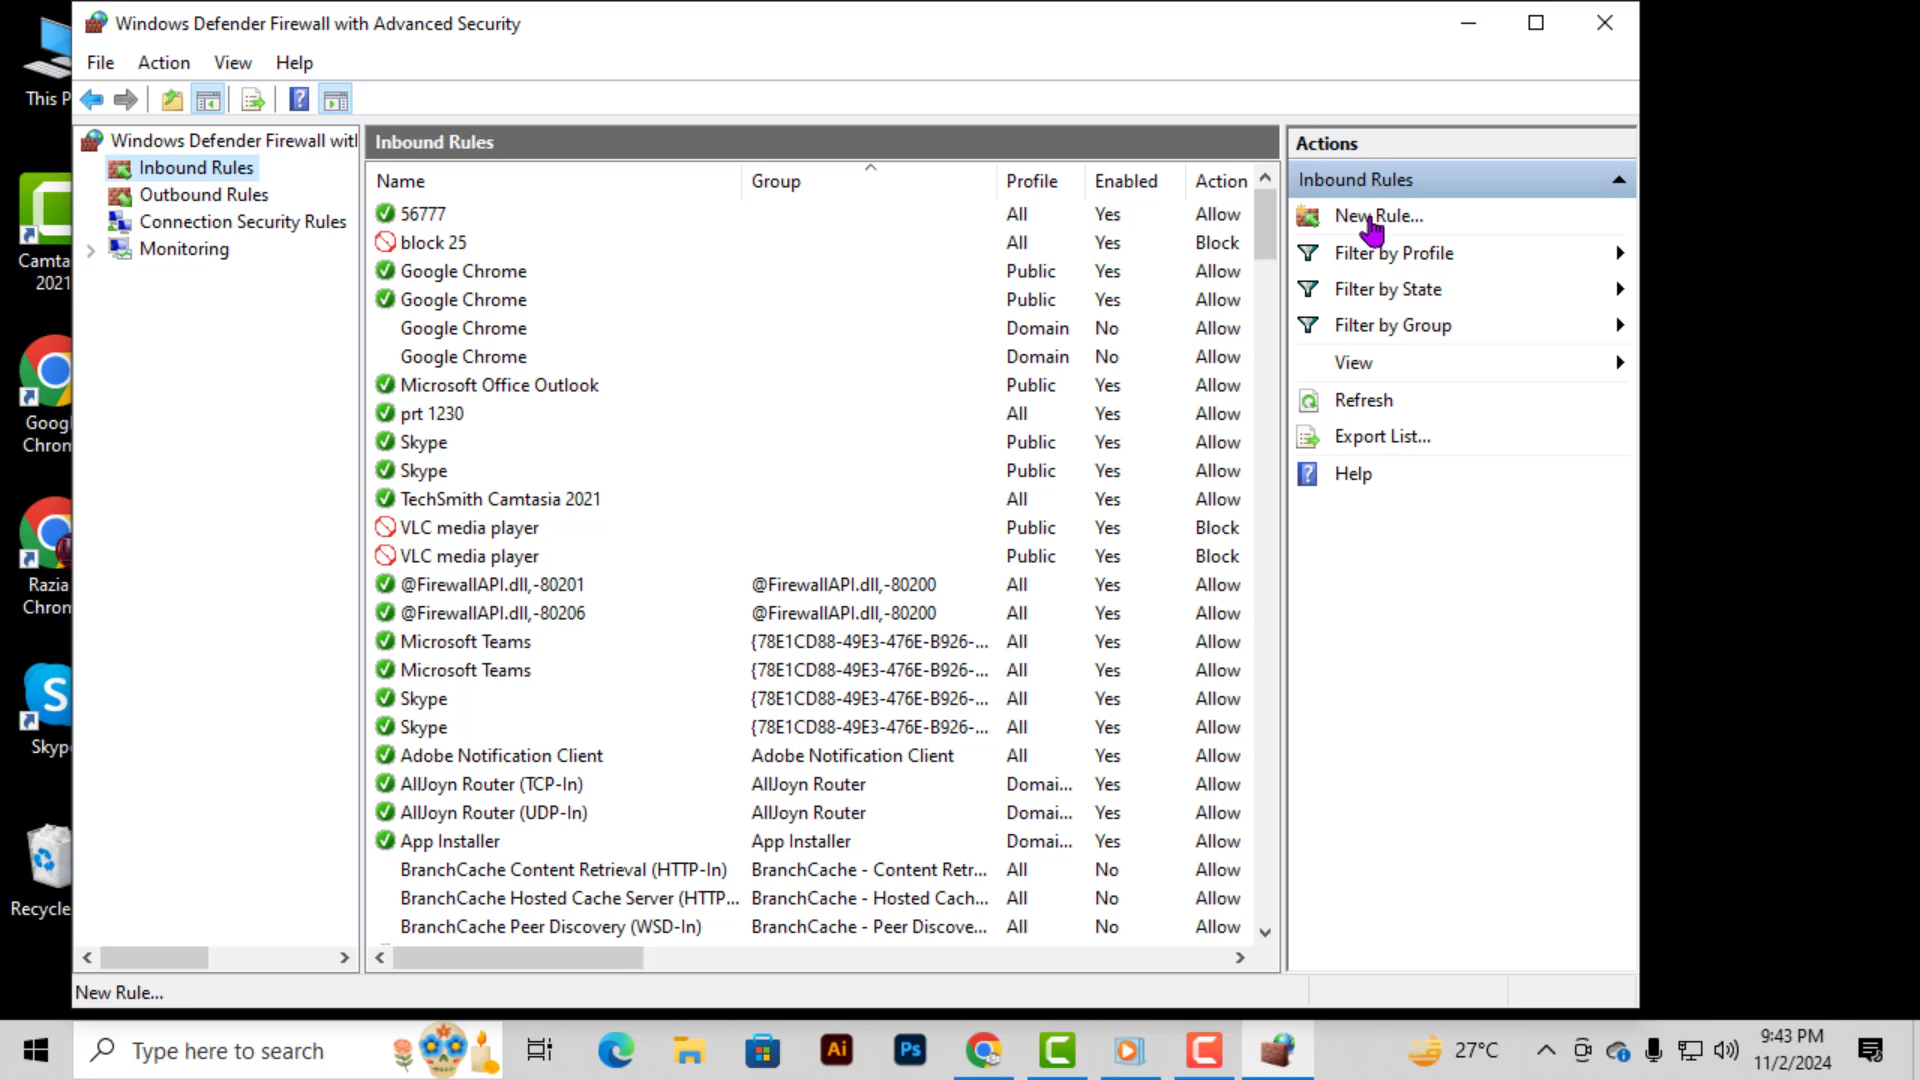 Windows Defender Firewall with Advanced Security
File Action View Help
Windows Defender Firewall with
Inbound Rules
Outbound Rules
Connection Security Rules
Monitoring
Inbound Rules
Name Group Profile Enabled Action
56777 All Yes Allow
block 25 All Yes Block
Google Chrome Public Yes Allow
Google Chrome Public Yes Allow
Google Chrome Domain No Allow
Google Chrome Domain No Allow
Microsoft Office Outlook Public Yes Allow
prt 1230 All Yes Allow
Skype Public Yes Allow
Skype Public Yes Allow
TechSmith Camtasia 2021 All Yes Allow
VLC media player Public Yes Block
VLC media player Public Yes Block
@FirewallAPI.dll,-80201 @FirewallAPI.dll,-80200 All Yes Allow
@FirewallAPI.dll,-80206 @FirewallAPI.dll,-80200 All Yes Allow
Microsoft Teams {78E1CD88-49E3-476E-B926-... All Yes Allow
Microsoft Teams {78E1CD88-49E3-476E-B926-... All Yes Allow
Skype {78E1CD88-49E3-476E-B926-... All Yes Allow
Skype {78E1CD88-49E3-476E-B926-... All Yes Allow
Adobe Notification Client Adobe Notification Client All Yes Allow
AllJoyn Router (TCP-In) AllJoyn Router Domai... Yes Allow
AllJoyn Router (UDP-In) AllJoyn Router Domai... Yes Allow
App Installer App Installer Domai... Yes Allow
BranchCache Content Retrieval (HTTP-In) BranchCache - Content Retr... All No Allow
BranchCache Hosted Cache Server (HTTP... BranchCache - Hosted Cach... All No Allow
BranchCache Peer Discovery (WSD-In) BranchCache - Peer Discove... All No Allow
Actions
Inbound Rules
New Rule...
Filter by Profile
Filter by State
Filter by Group
View
Refresh
Export List...
Help
New Rule...
This P
Camta
2021
Googl
Chrom
Razia
Chrom
S
Skype
Recycle
Type here to search
Ai
Ps
27°C
9:43 PM
11/2/2024